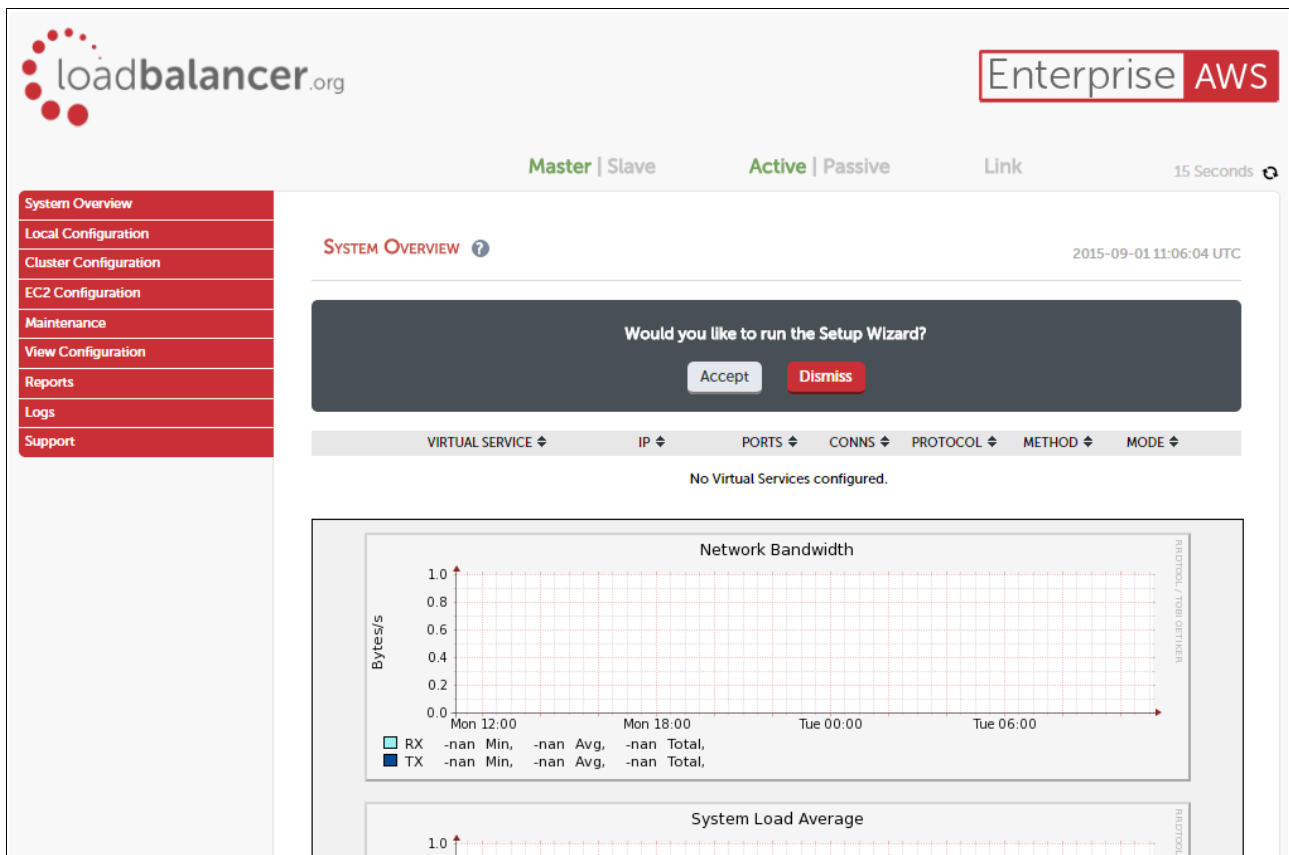 loadbalancer.org
Enterprise AWS
Master | Slave Active | Passive Link 15 Seconds
System Overview
Local Configuration
Cluster Configuration
EC2 Configuration
Maintenance
View Configuration
Reports
Logs
Support
SYSTEM OVERVIEW ?
2015-09-01 11:06:04 UTC
Would you like to run the Setup Wizard?
Accept Dismiss
VIRTUAL SERVICE IP PORTS CONNS PROTOCOL METHOD MODE
No Virtual Services configured.
Network Bandwidth
RRDTOOL / TOBI OETIKER
Bytes/s
1.0
0.8
0.6
0.4
0.2
0.0
Mon 12:00 Mon 18:00 Tue 00:00 Tue 06:00
RX -nan Min, -nan Avg, -nan Total,
TX -nan Min, -nan Avg, -nan Total,
System Load Average
RRDTOOL
1.0